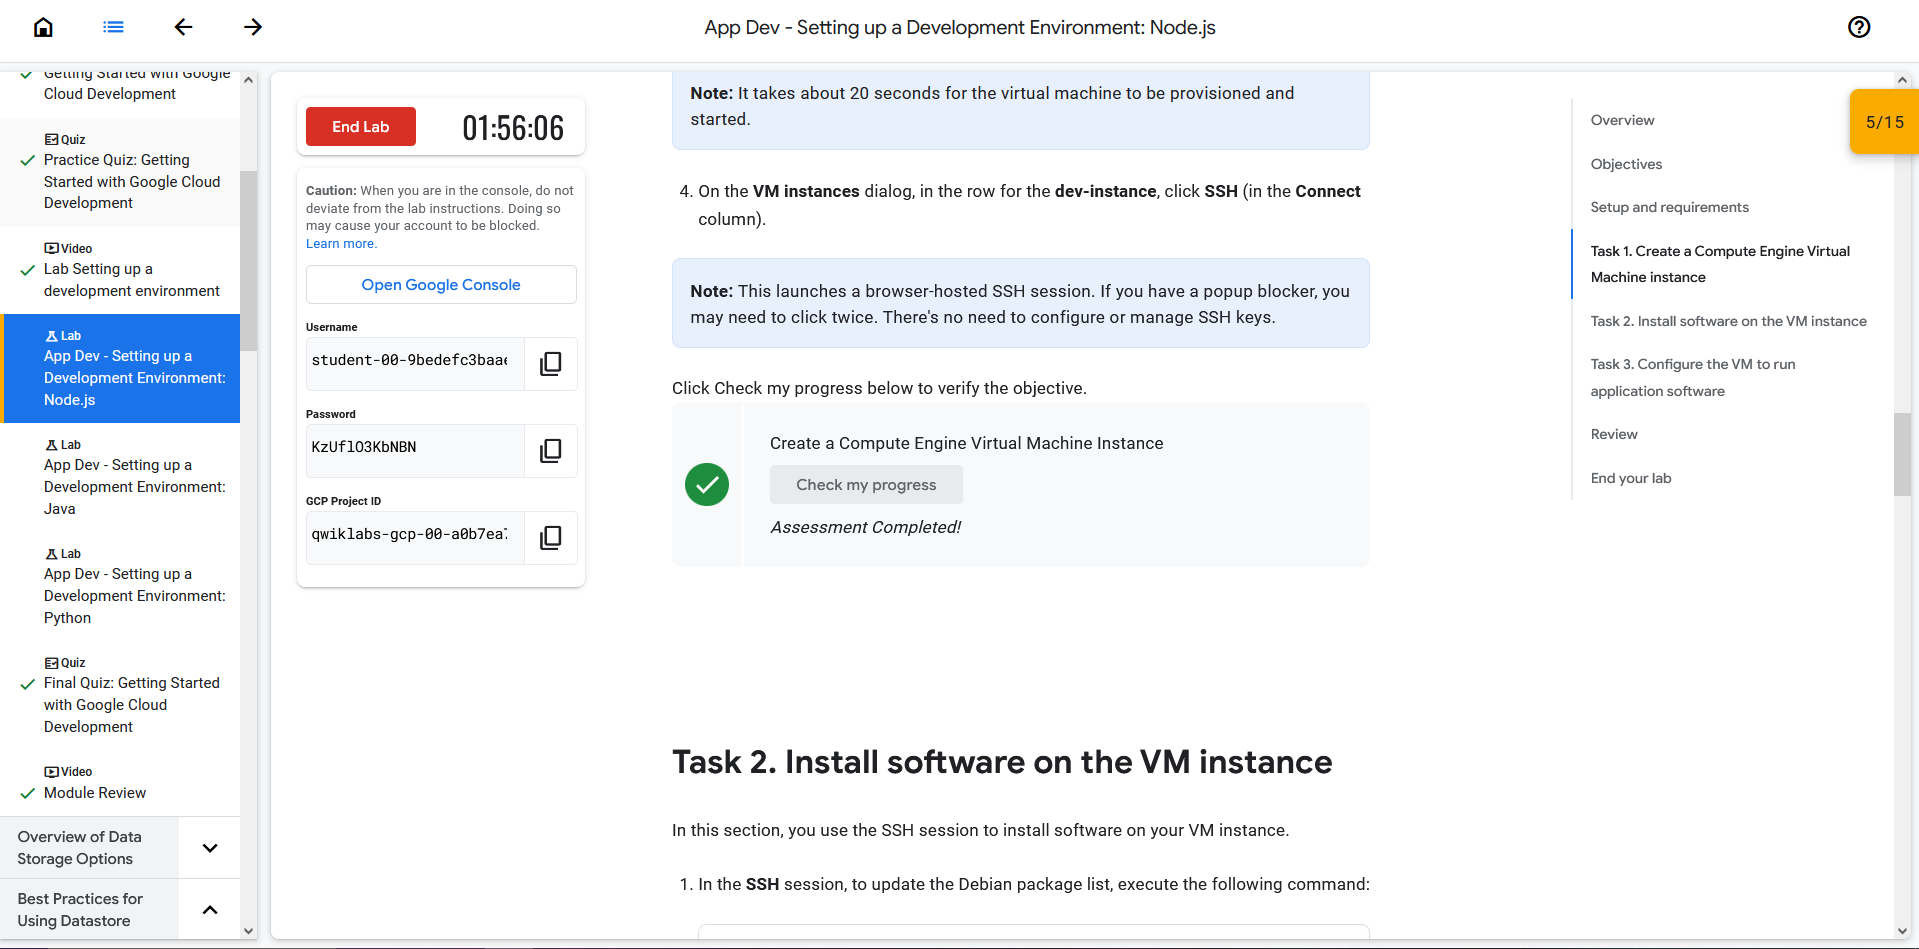 App Dev - Setting up a Development Environment: Node.js
Getting Started with Google
Cloud Development
Quiz
Practice Quiz: Getting
Started with Google Cloud
Development
Video
Lab Setting up a
development environment
Lab
App Dev - Setting up a
Development Environment:
Node.js
Lab
App Dev - Setting up a
Development Environment:
Java
Lab
App Dev - Setting up a
Development Environment:
Python
Quiz
Final Quiz: Getting Started
with Google Cloud
Development
Video
Module Review
Overview of Data
Storage Options
Best Practices for
Using Datastore
End Lab
01:56:06
Caution: When you are in the console, do not
deviate from the lab instructions. Doing so
may cause your account to be blocked.
Learn more.
Open Google Console
Username
student-00-9bedefc3baae
Password
KzUflO3KbNBN
GCP Project ID
qwiklabs-gcp-00-a0b7ea
Note: It takes about 20 seconds for the virtual machine to be provisioned and
started.
4. On the VM instances dialog, in the row for the dev-instance, click SSH (in the Connect
column).
Note: This launches a browser-hosted SSH session. If you have a popup blocker, you
may need to click twice. There's no need to configure or manage SSH keys.
Click Check my progress below to verify the objective.
Create a Compute Engine Virtual Machine Instance
Check my progress
Assessment Completed!
Task 2. Install software on the VM instance
In this section, you use the SSH session to install software on your VM instance.
1. In the SSH session, to update the Debian package list, execute the following command:
Overview
Objectives
Setup and requirements
Task 1. Create a Compute Engine Virtual
Machine instance
Task 2. Install software on the VM instance
Task 3. Configure the VM to run
application software
Review
End your lab
5/15